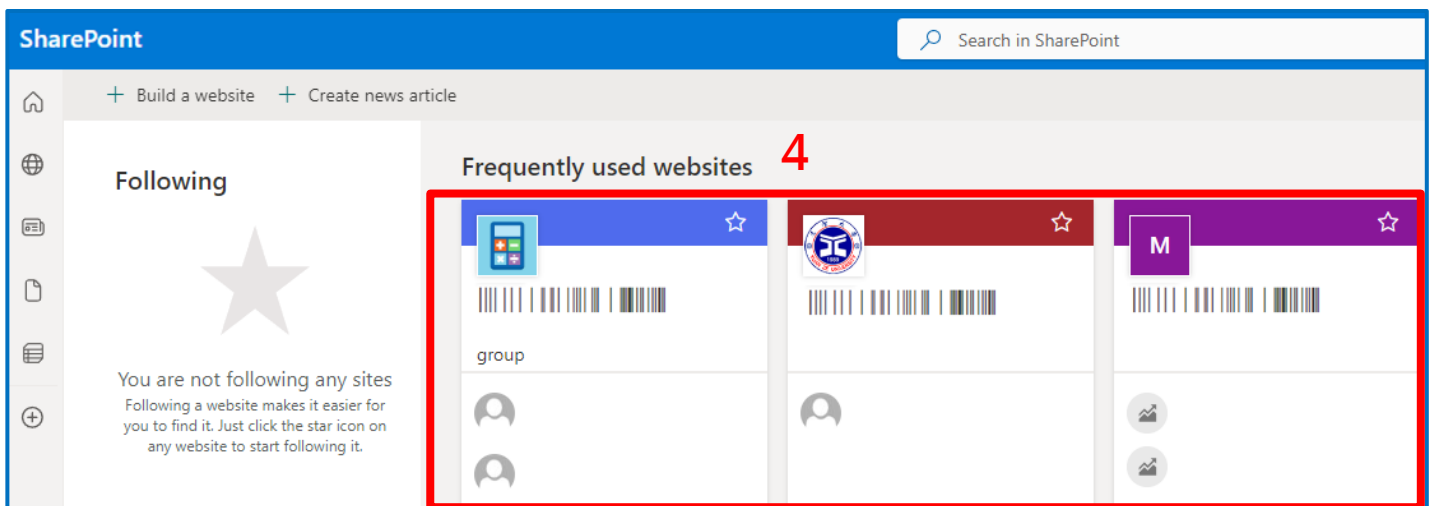 SharePoint
Search in SharePoint
+ Build a website + Create news article
Following
Frequently used websites
4
M
group
You are not following any sites
Following a website makes it easier for
you to find it. Just click the star icon on
any website to start following it.